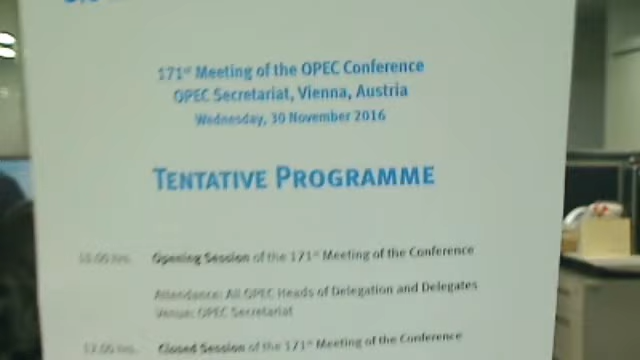 171st Meeting of the OPEC Conference
OPEC Secretariat, Vienna, Austria
Wednesday, 30 November 2016
TENTATIVE PROGRAMME
Opening Session of the 171st Meeting of the Conference
Attendance: All OPEC Heads of Delegation and Delegates
Venue: OPEC Secretariat
Closed Session of the 171st Meeting of the Conference